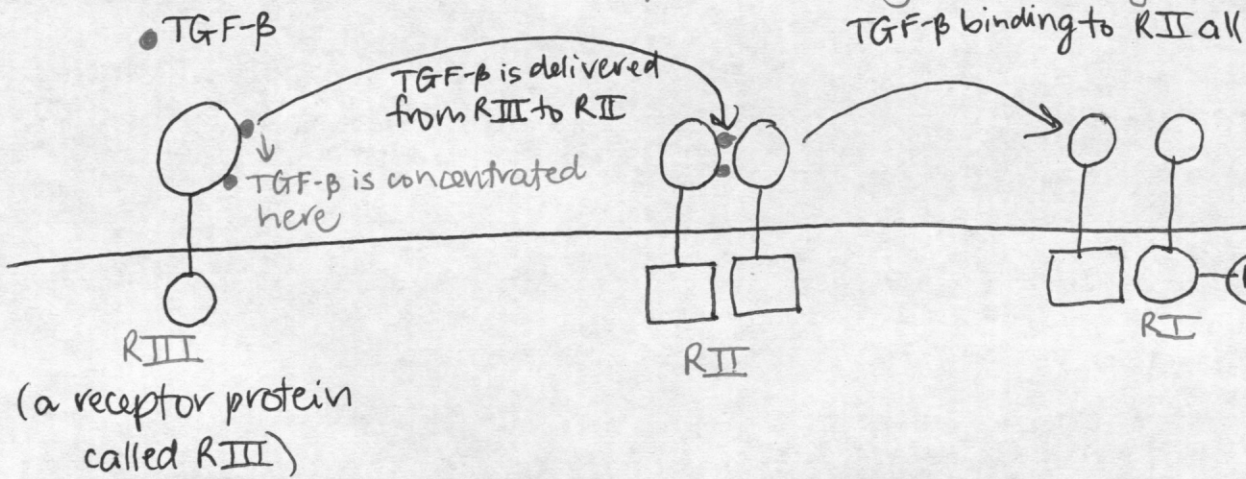 TGF-β
TGF-β binding to RII all
TGF-β is delivered
from RIII to RII
TGF-β is concentrated
here
RIII
RII
RI
(a receptor protein
called RIII)